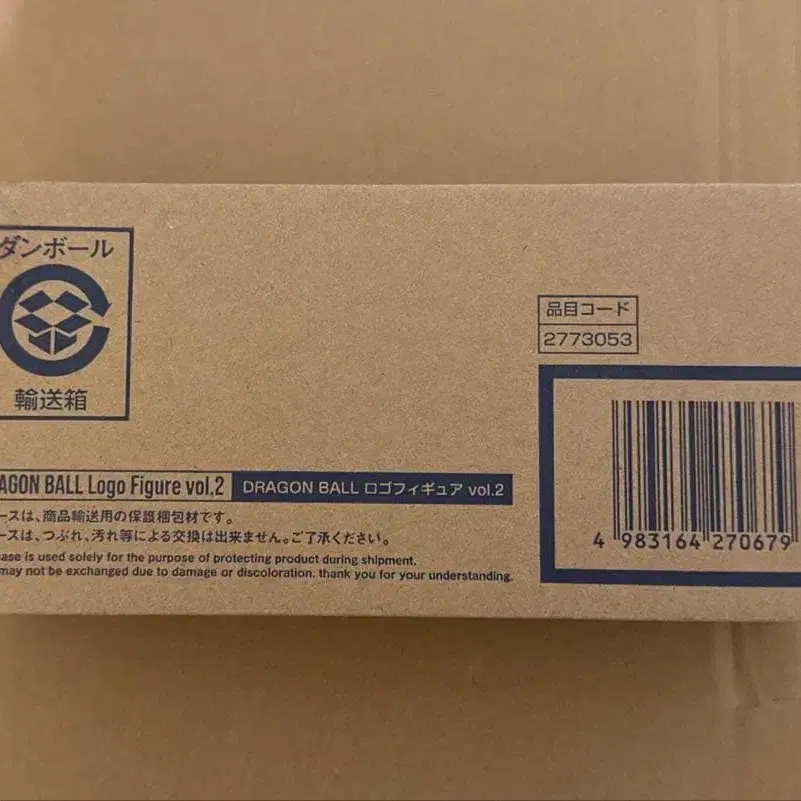 ダンボール
輸送箱
品目コード
2773053
AGON BALL Logo Figure vol.2
DRAGON BALL ロゴフィギュア vol.2
ースは、商品輸送用の保護梱包材です。
ースは、つぶれ、汚れ等による交換は出来ません。ご了承ください。
ase is used solely for the purpose of protecting product during shipment.
may not be exchanged due to damage or discoloration. thank you for your understanding.
4 983164 270679